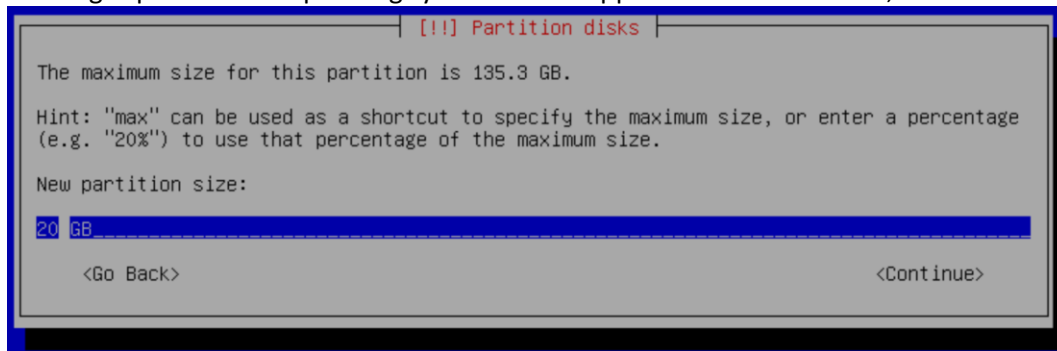 [!!] Partition disks
The maximum size for this partition is 135.3 GB.
Hint: "max" can be used as a shortcut to specify the maximum size, or enter a percentage
(e.g. "20%") to use that percentage of the maximum size.
New partition size:
20 GB
<Go Back> <Continue>